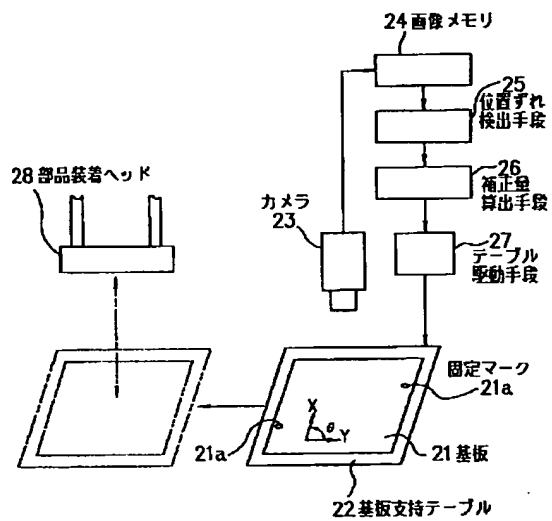 24 画像メモリ
25
位置ずれ
検出手段
26
補正量
算出手段
28 部品装着ヘッド
カメラ
23
27
テーブル
駆動手段
固定マーク
21a
X
θ
Y
21a
21 基板
22 基板支持テーブル